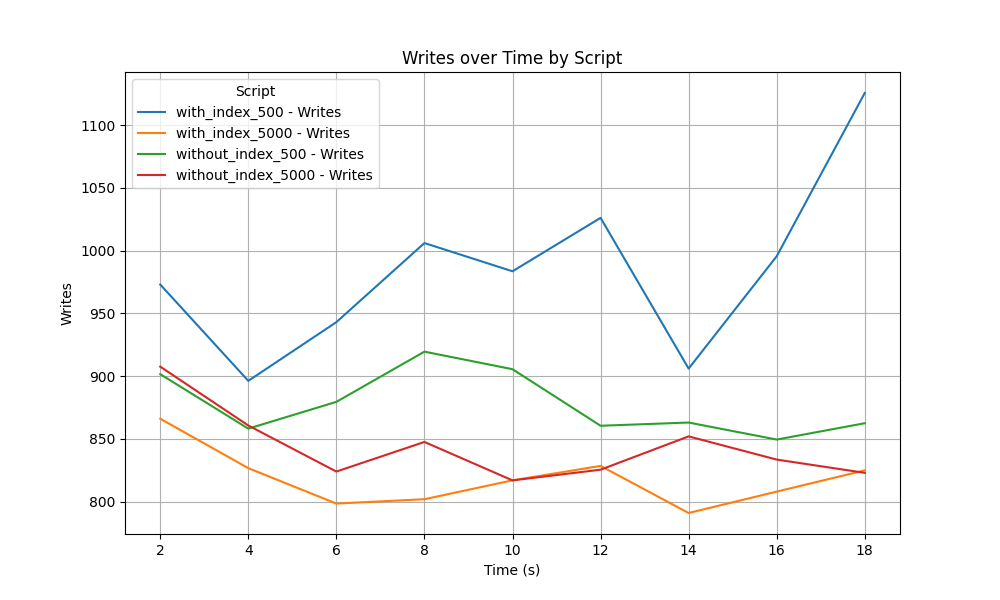 Writes over Time by Script
Script
with_index_500 - Writes
with_index_5000 - Writes
without_index_500 - Writes
without_index_5000 - Writes
1100
1050
1000
950
900
850
800
Writes
2 4 6 8 10 12 14 16 18
Time (s)